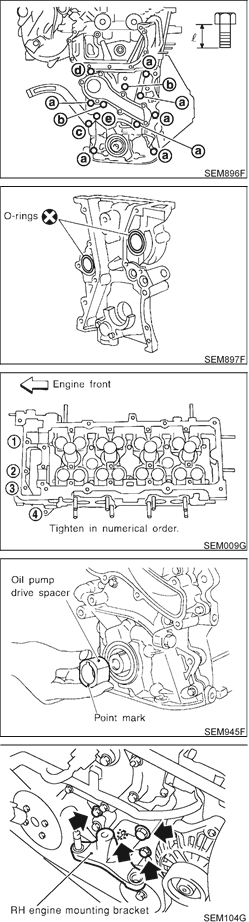 ℓ
d
a
b
a
a
b
e
a
c
a
a
a
a
SEM896F
O-rings
SEM897F
Engine front
1
2
3
4
Tighten in numerical order.
SEM009G
Oil pump
drive spacer
Point mark
SEM945F
RH engine mounting bracket
SEM104G